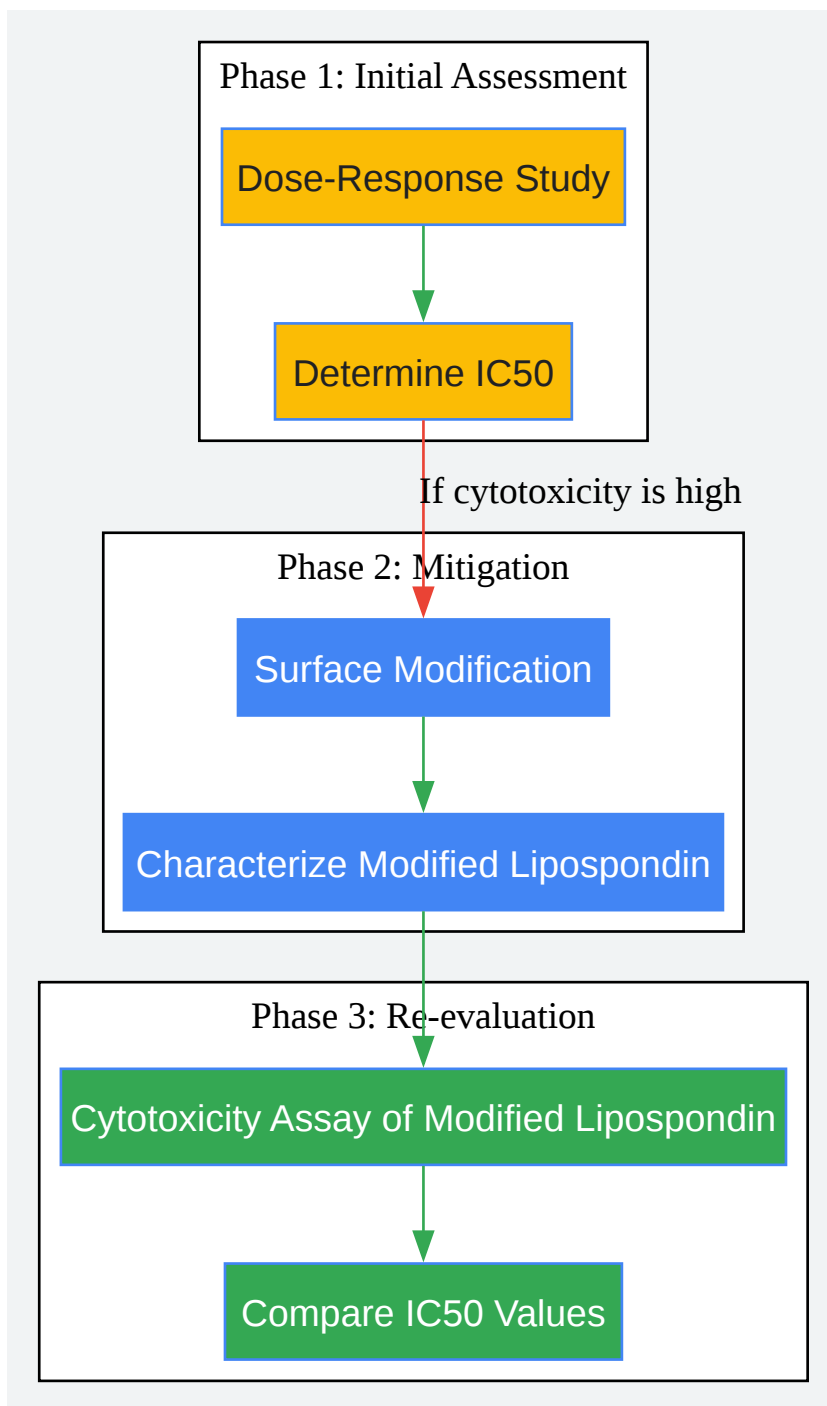 Phase 1: Initial Assessment
Dose-Response Study
Determine IC50
If cytotoxicity is high
Phase 2: Mitigation
Surface Modification
Characterize Modified Lipospondin
Phase 3: Re-evaluation
Cytotoxicity Assay of Modified Lipospondin
Compare IC50 Values